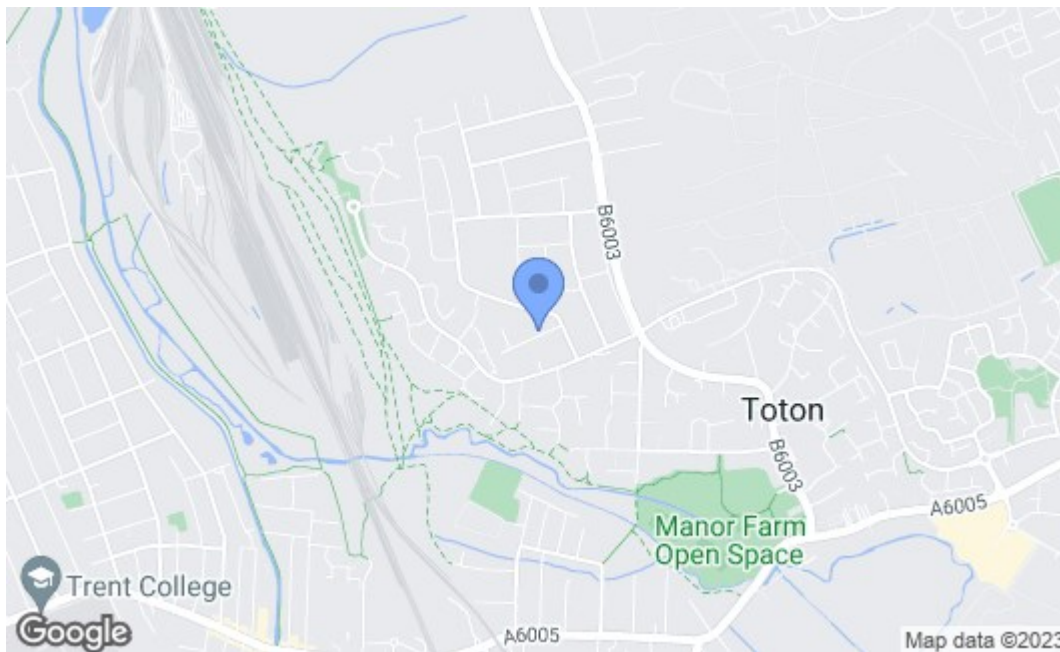 B6003
Toton
B6003
A6005
Manor Farm
Open Space
Trent College
A6005
Google
Map data ©2023